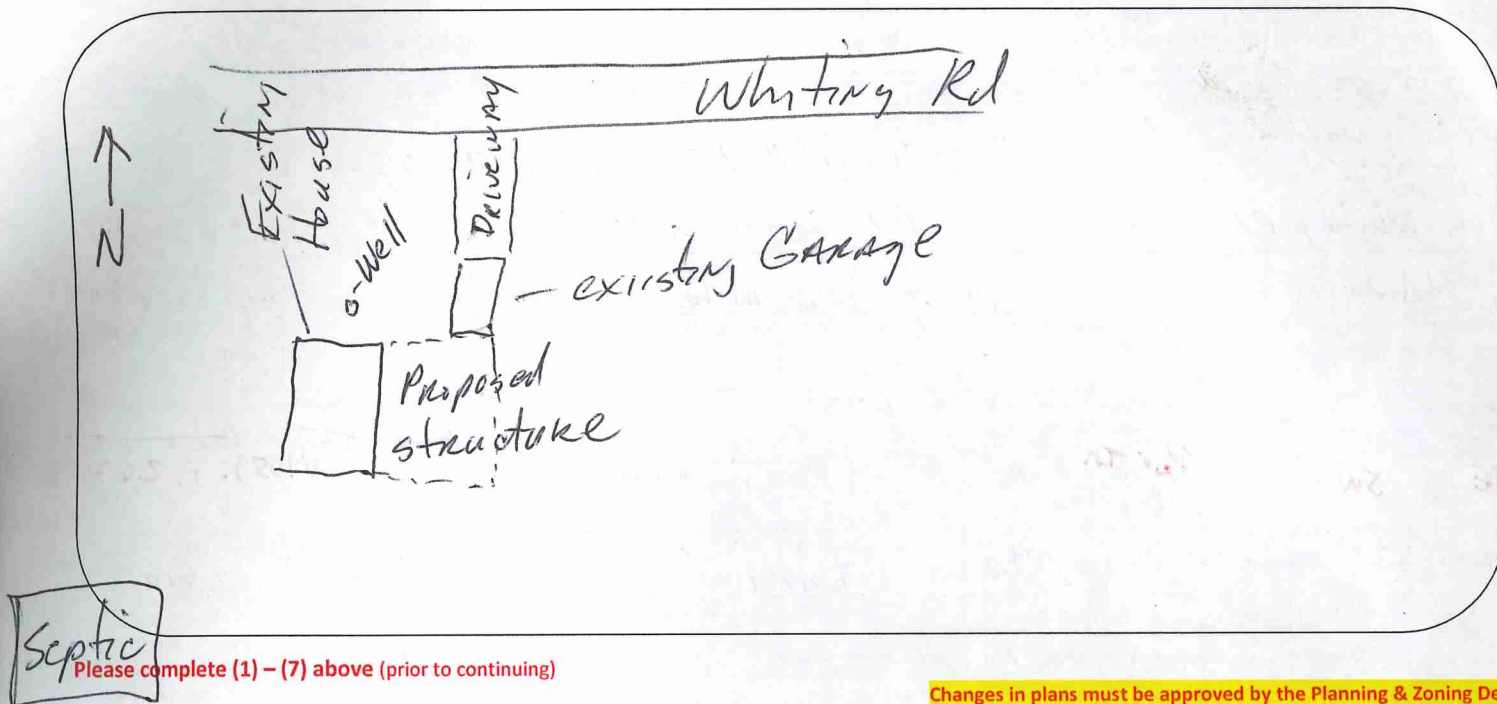 Whiting Rd
Existing
House
Driveway
o-Well
N
- exiisting GARAGE
Proposed
structure
Septic
Please complete (1) – (7) above (prior to continuing)
Changes in plans must be approved by the Planning & Zoning De